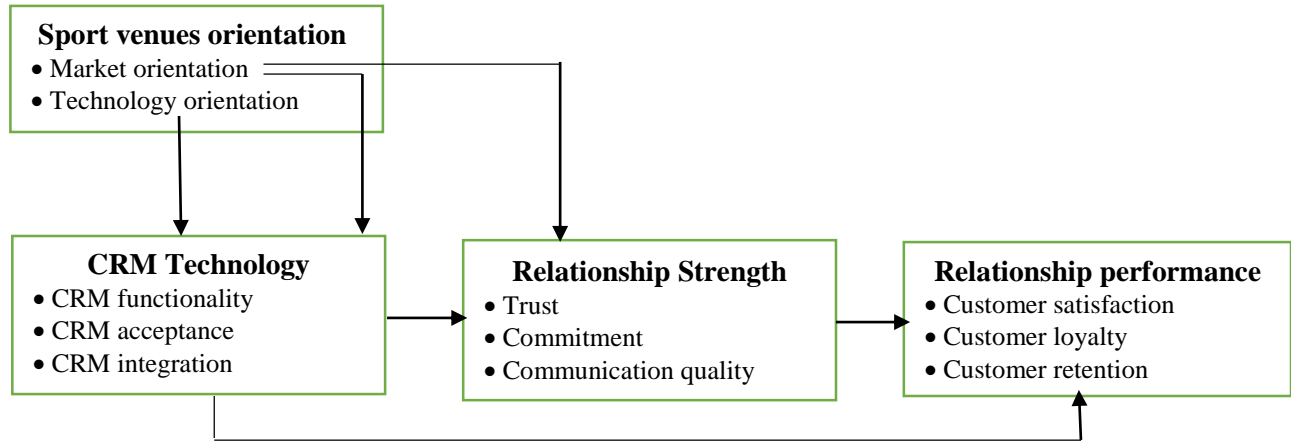 Sport venues orientation
• Market orientation
• Technology orientation
CRM Technology
• CRM functionality
• CRM acceptance
• CRM integration
Relationship Strength
• Trust
• Commitment
• Communication quality
Relationship performance
• Customer satisfaction
• Customer loyalty
• Customer retention